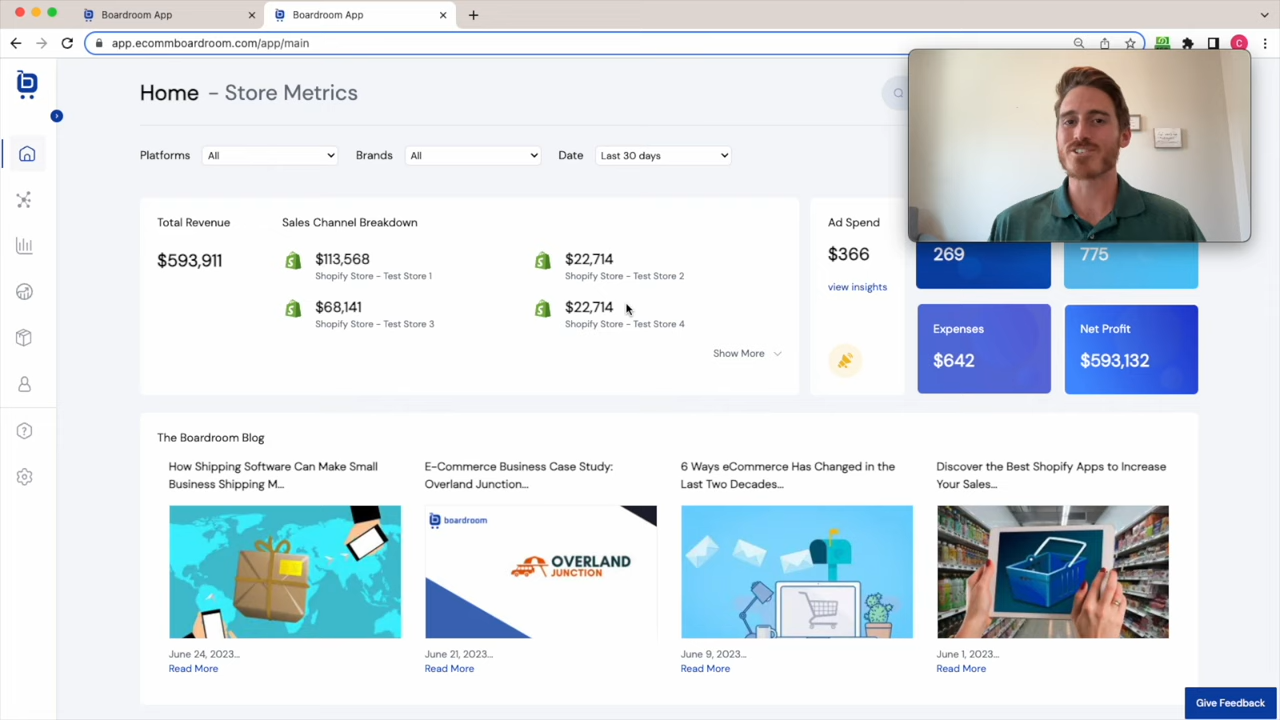 Boardroom App
Boardroom App
app.ecommboardroom.com/app/main
C
Home - Store Metrics
Platforms All Brands All Date Last 30 days
Total Revenue
$593,911
Sales Channel Breakdown
$113,568
Shopify Store - Test Store 1
$22,714
Shopify Store - Test Store 2
$68,141
Shopify Store - Test Store 3
$22,714
Shopify Store - Test Store 4
Show More
Ad Spend
$366
view insights
269
775
Expenses
$642
Net Profit
$593,132
The Boardroom Blog
How Shipping Software Can Make Small
Business Shipping M...
E-Commerce Business Case Study:
Overland Junction...
6 Ways eCommerce Has Changed in the
Last Two Decades...
Discover the Best Shopify Apps to Increase
Your Sales...
boardroom
OVERLAND
JUNCTION
June 24, 2023...
Read More
June 21, 2023...
Read More
June 9, 2023...
Read More
June 1, 2023...
Read More
Give Feedback